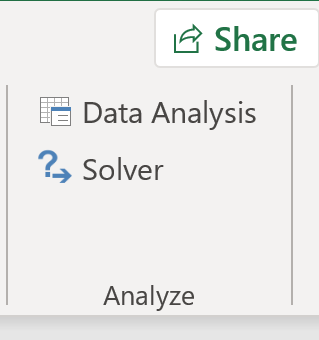 Share
Data Analysis
Solver
Analyze